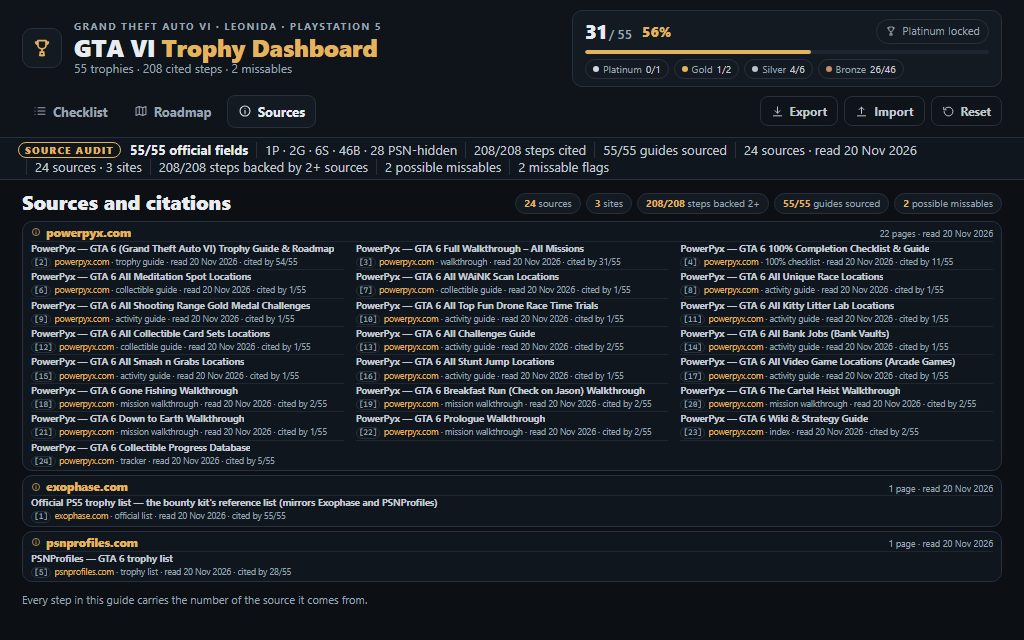 GRAND THEFT AUTO VI · LEONIDA · PLAYSTATION 5
GTA VI Trophy Dashboard
55 trophies · 208 cited steps · 2 missables
31 / 55 56%
Platinum locked
Platinum 0/1
Gold 1/2
Silver 4/6
Bronze 26/46
Checklist
Roadmap
Sources
Export
Import
Reset
SOURCE AUDIT 55/55 official fields 1P · 2G · 6S · 46B · 28 PSN-hidden 208/208 steps cited 55/55 guides sourced 24 sources · read 20 Nov 2026
24 sources · 3 sites 208/208 steps backed by 2+ sources 2 possible missables 2 missable flags
Sources and citations
24 sources
3 sites
208/208 steps backed 2+
55/55 guides sourced
2 possible missables
powerpyx.com
22 pages · read 20 Nov 2026
PowerPyx — GTA 6 (Grand Theft Auto VI) Trophy Guide & Roadmap
[2] powerpyx.com · trophy guide · read 20 Nov 2026 · cited by 54/55
PowerPyx — GTA 6 Full Walkthrough – All Missions
[3] powerpyx.com · walkthrough · read 20 Nov 2026 · cited by 31/55
PowerPyx — GTA 6 100% Completion Checklist & Guide
[4] powerpyx.com · 100% checklist · read 20 Nov 2026 · cited by 11/55
PowerPyx — GTA 6 All Meditation Spot Locations
[6] powerpyx.com · collectible guide · read 20 Nov 2026 · cited by 1/55
PowerPyx — GTA 6 All WAiNK Scan Locations
[7] powerpyx.com · collectible guide · read 20 Nov 2026 · cited by 1/55
PowerPyx — GTA 6 All Unique Race Locations
[8] powerpyx.com · activity guide · read 20 Nov 2026 · cited by 1/55
PowerPyx — GTA 6 All Shooting Range Gold Medal Challenges
[9] powerpyx.com · activity guide · read 20 Nov 2026 · cited by 1/55
PowerPyx — GTA 6 All Top Fun Drone Race Time Trials
[10] powerpyx.com · activity guide · read 20 Nov 2026 · cited by 1/55
PowerPyx — GTA 6 All Kitty Litter Lab Locations
[11] powerpyx.com · activity guide · read 20 Nov 2026 · cited by 1/55
PowerPyx — GTA 6 All Collectible Card Sets Locations
[12] powerpyx.com · collectible guide · read 20 Nov 2026 · cited by 1/55
PowerPyx — GTA 6 All Challenges Guide
[13] powerpyx.com · activity guide · read 20 Nov 2026 · cited by 2/55
PowerPyx — GTA 6 All Bank Jobs (Bank Vaults)
[14] powerpyx.com · activity guide · read 20 Nov 2026 · cited by 1/55
PowerPyx — GTA 6 All Smash n Grabs Locations
[15] powerpyx.com · activity guide · read 20 Nov 2026 · cited by 1/55
PowerPyx — GTA 6 All Stunt Jump Locations
[16] powerpyx.com · activity guide · read 20 Nov 2026 · cited by 1/55
PowerPyx — GTA 6 All Video Game Locations (Arcade Games)
[17] powerpyx.com · activity guide · read 20 Nov 2026 · cited by 1/55
PowerPyx — GTA 6 Gone Fishing Walkthrough
[18] powerpyx.com · mission walkthrough · read 20 Nov 2026 · cited by 2/55
PowerPyx — GTA 6 Breakfast Run (Check on Jason) Walkthrough
[19] powerpyx.com · mission walkthrough · read 20 Nov 2026 · cited by 2/55
PowerPyx — GTA 6 The Cartel Heist Walkthrough
[20] powerpyx.com · mission walkthrough · read 20 Nov 2026 · cited by 2/55
PowerPyx — GTA 6 Down to Earth Walkthrough
[21] powerpyx.com · mission walkthrough · read 20 Nov 2026 · cited by 1/55
PowerPyx — GTA 6 Prologue Walkthrough
[22] powerpyx.com · mission walkthrough · read 20 Nov 2026 · cited by 2/55
PowerPyx — GTA 6 Wiki & Strategy Guide
[23] powerpyx.com · index · read 20 Nov 2026 · cited by 2/55
PowerPyx — GTA 6 Collectible Progress Database
[24] powerpyx.com · tracker · read 20 Nov 2026 · cited by 5/55
exophase.com
1 page · read 20 Nov 2026
Official PS5 trophy list — the bounty kit's reference list (mirrors Exophase and PSNProfiles)
[1] exophase.com · official list · read 20 Nov 2026 · cited by 55/55
psnprofiles.com
1 page · read 20 Nov 2026
PSNProfiles — GTA 6 trophy list
[5] psnprofiles.com · trophy list · read 20 Nov 2026 · cited by 28/55
Every step in this guide carries the number of the source it comes from.